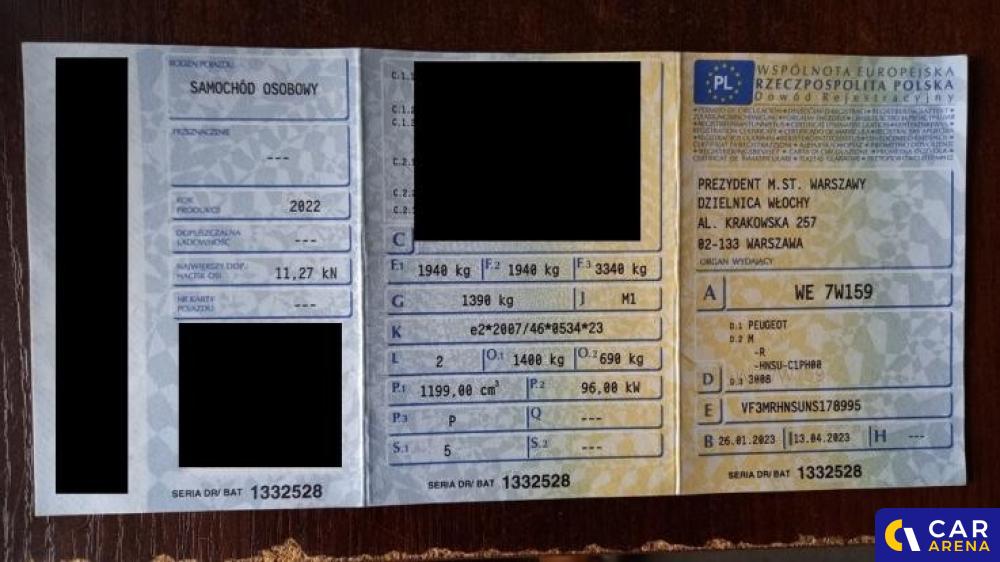 RODZAJ POJAZDU
SAMOCHÓD OSOBOWY
PRZEZNACZENIE
---
ROK PRODUKCJI
2022
DOPUSZCZALNA ŁADOWNOŚĆ
---
NAJWIĘKSZY DOP. NACISK OSI
11,27 kN
NR KARTY POJAZDU
---
SERIA DR/ BAT 1332528
C.1.1
C.1.2
C.1.3
C.2.1
C.2.2
C.2.3
C
F.1 1940 kg F.2 1940 kg F.3 3340 kg
G 1390 kg J M1
K e2*2007/46*0534*23
L 2 O.1 1400 kg O.2 690 kg
P.1 1199,00 cm³ P.2 96,00 kW
P.3 P Q ---
S.1 5 S.2 ---
SERIA DR/ BAT 1332528
PL
WSPÓLNOTA EUROPEJSKA
RZECZPOSPOLITA POLSKA
Dowód Rejestracyjny
PREZYDENT M.ST. WARSZAWY
DZIELNICA WŁOCHY
AL. KRAKOWSKA 257
02-133 WARSZAWA
ORGAN WYDAJĄCY
A WE 7W159
D.1 PEUGEOT
D.2 M
-R
-HNSU-C1PH00
D D.3 3008
E VF3MRHNSUNS178995
B 26.01.2023 I 13.04.2023 H ---
SERIA DR/ BAT 1332528
CAR
ARENA